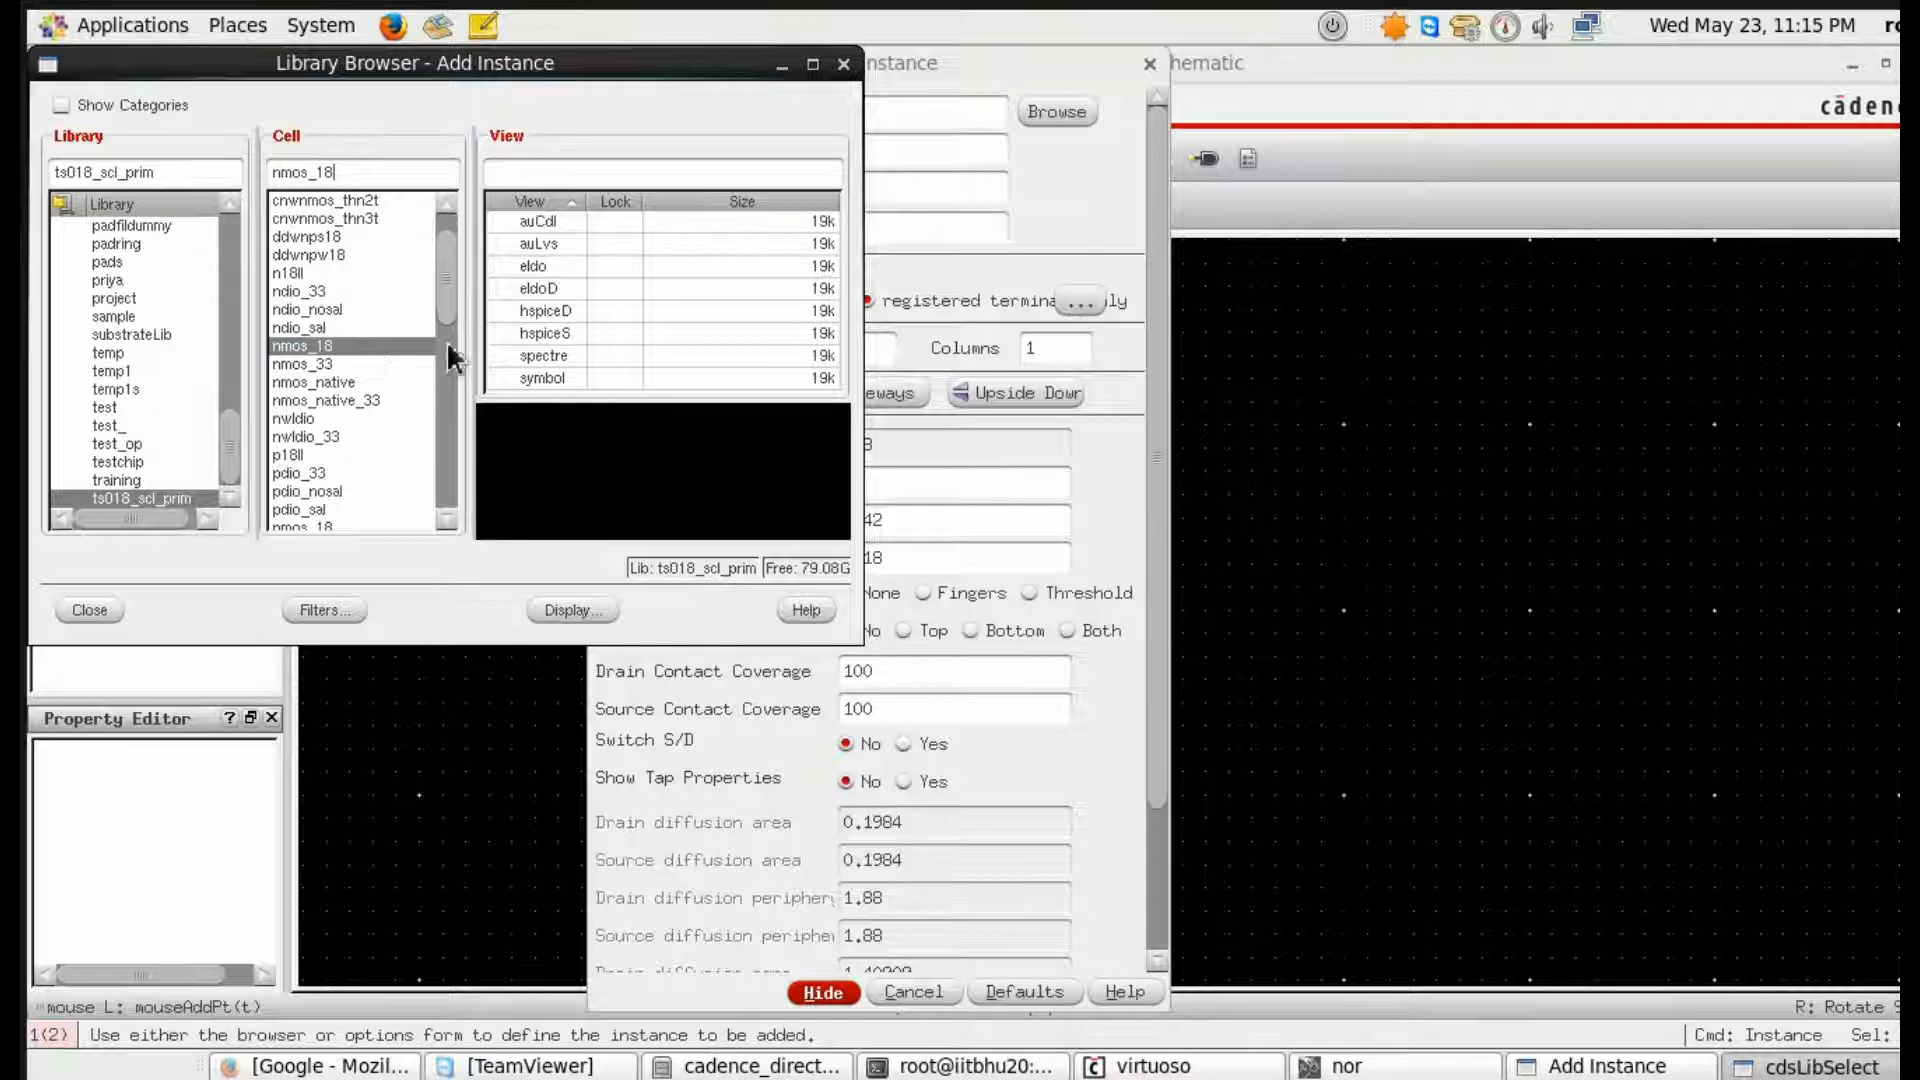 Applications Places System Wed May 23, 11:15 PM
Library Browser - Add Instance
nstance
hematic
Show Categories
Browse
cādenc
Library
Cell
View
ts018_scl_prim
nmos_18
Library
padfildummy
padring
pads
priya
project
sample
substrateLib
temp
temp1
temp1s
test
test_
test_op
testchip
training
ts018_scl_prim
cnwnmos_thn2t
cnwnmos_thn3t
ddwnps18
ddwnpw18
n18ll
ndio_33
ndio_nosal
ndio_sal
nmos_18
nmos_33
nmos_native
nmos_native_33
nwldio
nwldio_33
p18ll
pdio_33
pdio_nosal
pdio_sal
View Lock Size
auCdl 19k
auLvs 19k
eldo 19k
eldoD 19k
hspiceD 19k
hspiceS 19k
spectre 19k
symbol 19k
Lib: ts018_scl_prim Free: 79.08G
Close Filters... Display... Help
registered termina ... ly
Columns 1
eways Upside Down
8
42
18
None Fingers Threshold
No Top Bottom Both
Drain Contact Coverage 100
Source Contact Coverage 100
Switch S/D No Yes
Show Tap Properties No Yes
Drain diffusion area 0.1984
Source diffusion area 0.1984
Drain diffusion periphery 1.88
Source diffusion peripher 1.88
Hide Cancel Defaults Help
Property Editor ?
mouse L: mouseAddPt(t) R: Rotate 9
1(2) Use either the browser or options form to define the instance to be added. Cmd: Instance Sel:
[Google - Mozil... [TeamViewer] cadence_direct... root@iitbhu20:... virtuoso nor Add Instance cdsLibSelect